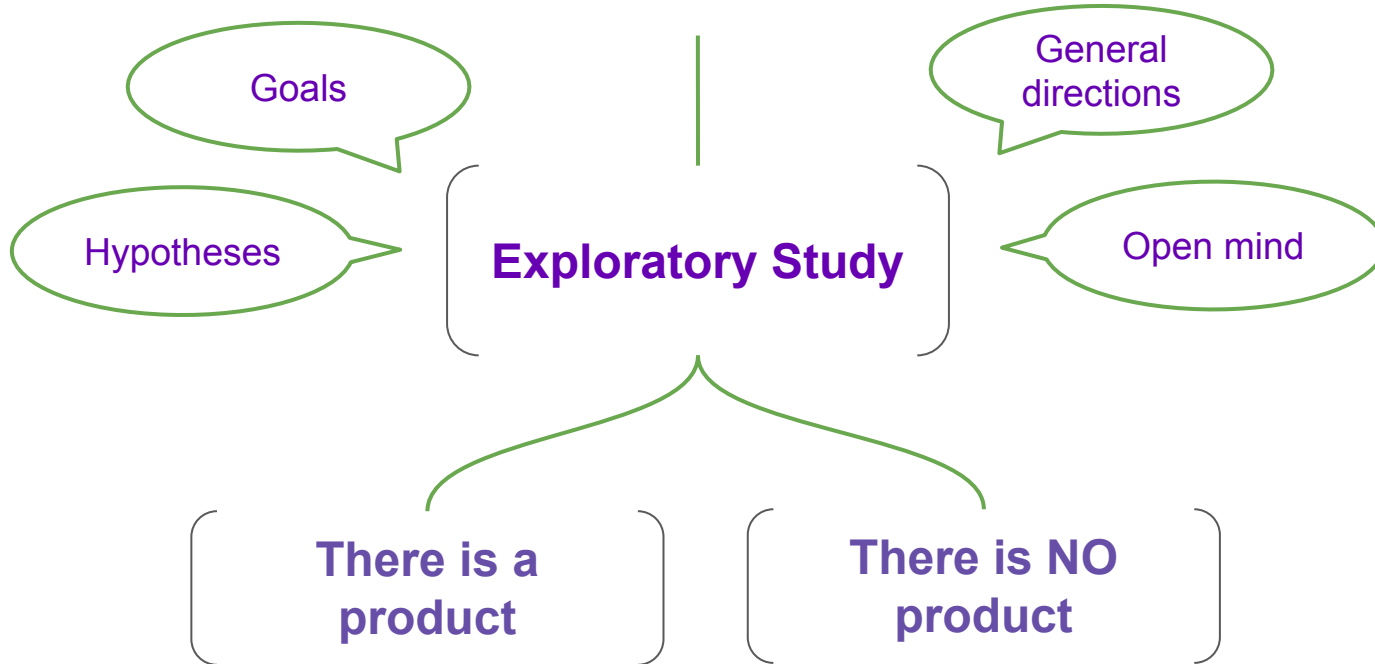 Goals
General
directions
Hypotheses
Exploratory Study
Open mind
There is a
product
There is NO
product